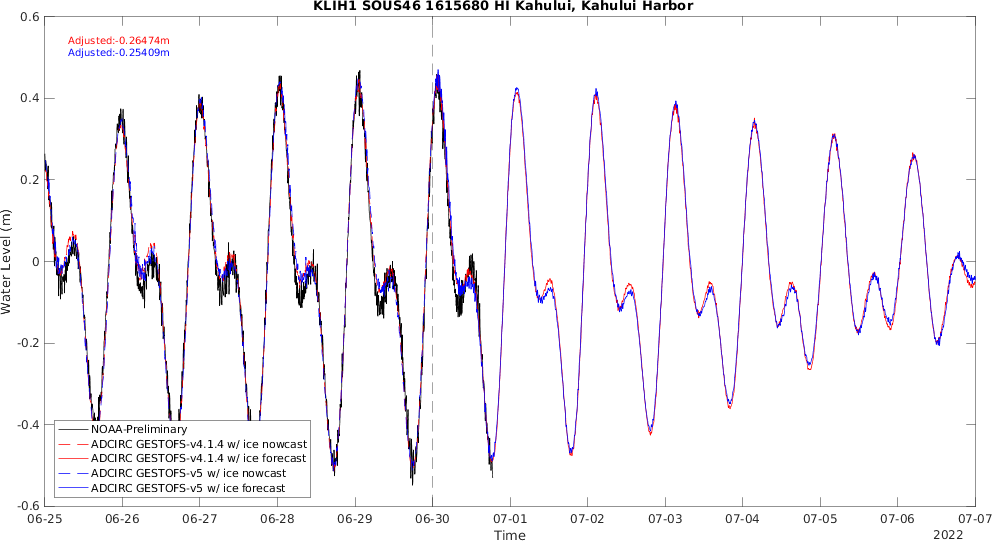 KLIH1 SOUS46 1615680 HI Kahului, Kahului Harbor
0.6
Adjusted:-0.26474m
Adjusted:-0.25409m
0.4
0.2
0
-0.2
-0.4
-0.6
Water Level (m)
NOAA-Preliminary
ADCIRC GESTOFS-v4.1.4 w/ ice nowcast
ADCIRC GESTOFS-v4.1.4 w/ ice forecast
ADCIRC GESTOFS-v5 w/ ice nowcast
ADCIRC GESTOFS-v5 w/ ice forecast
06-25 06-26 06-27 06-28 06-29 06-30 07-01 07-02 07-03 07-04 07-05 07-06 07-07
Time
2022